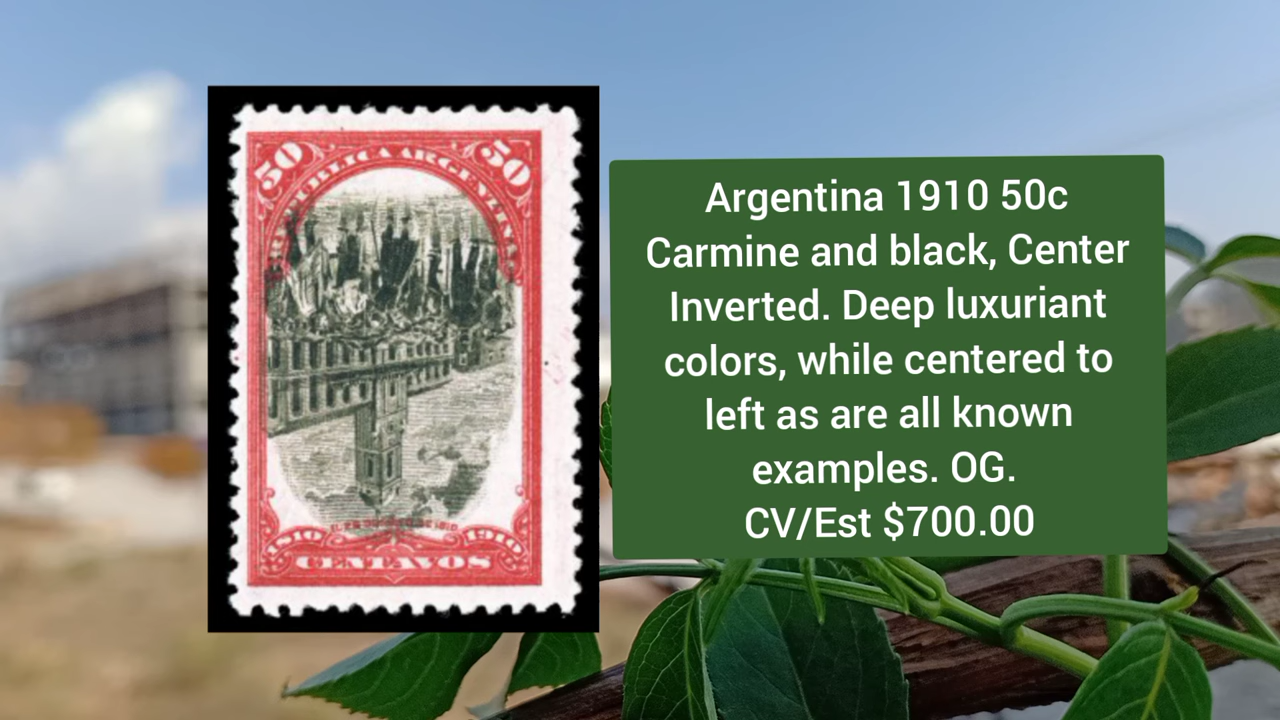 50 50
REPUBLICA ARGENTINA
1810 1910
CENTAVOS
Argentina 1910 50c
Carmine and black, Center
Inverted. Deep luxuriant
colors, while centered to
left as are all known
examples. OG.
CV/Est $700.00